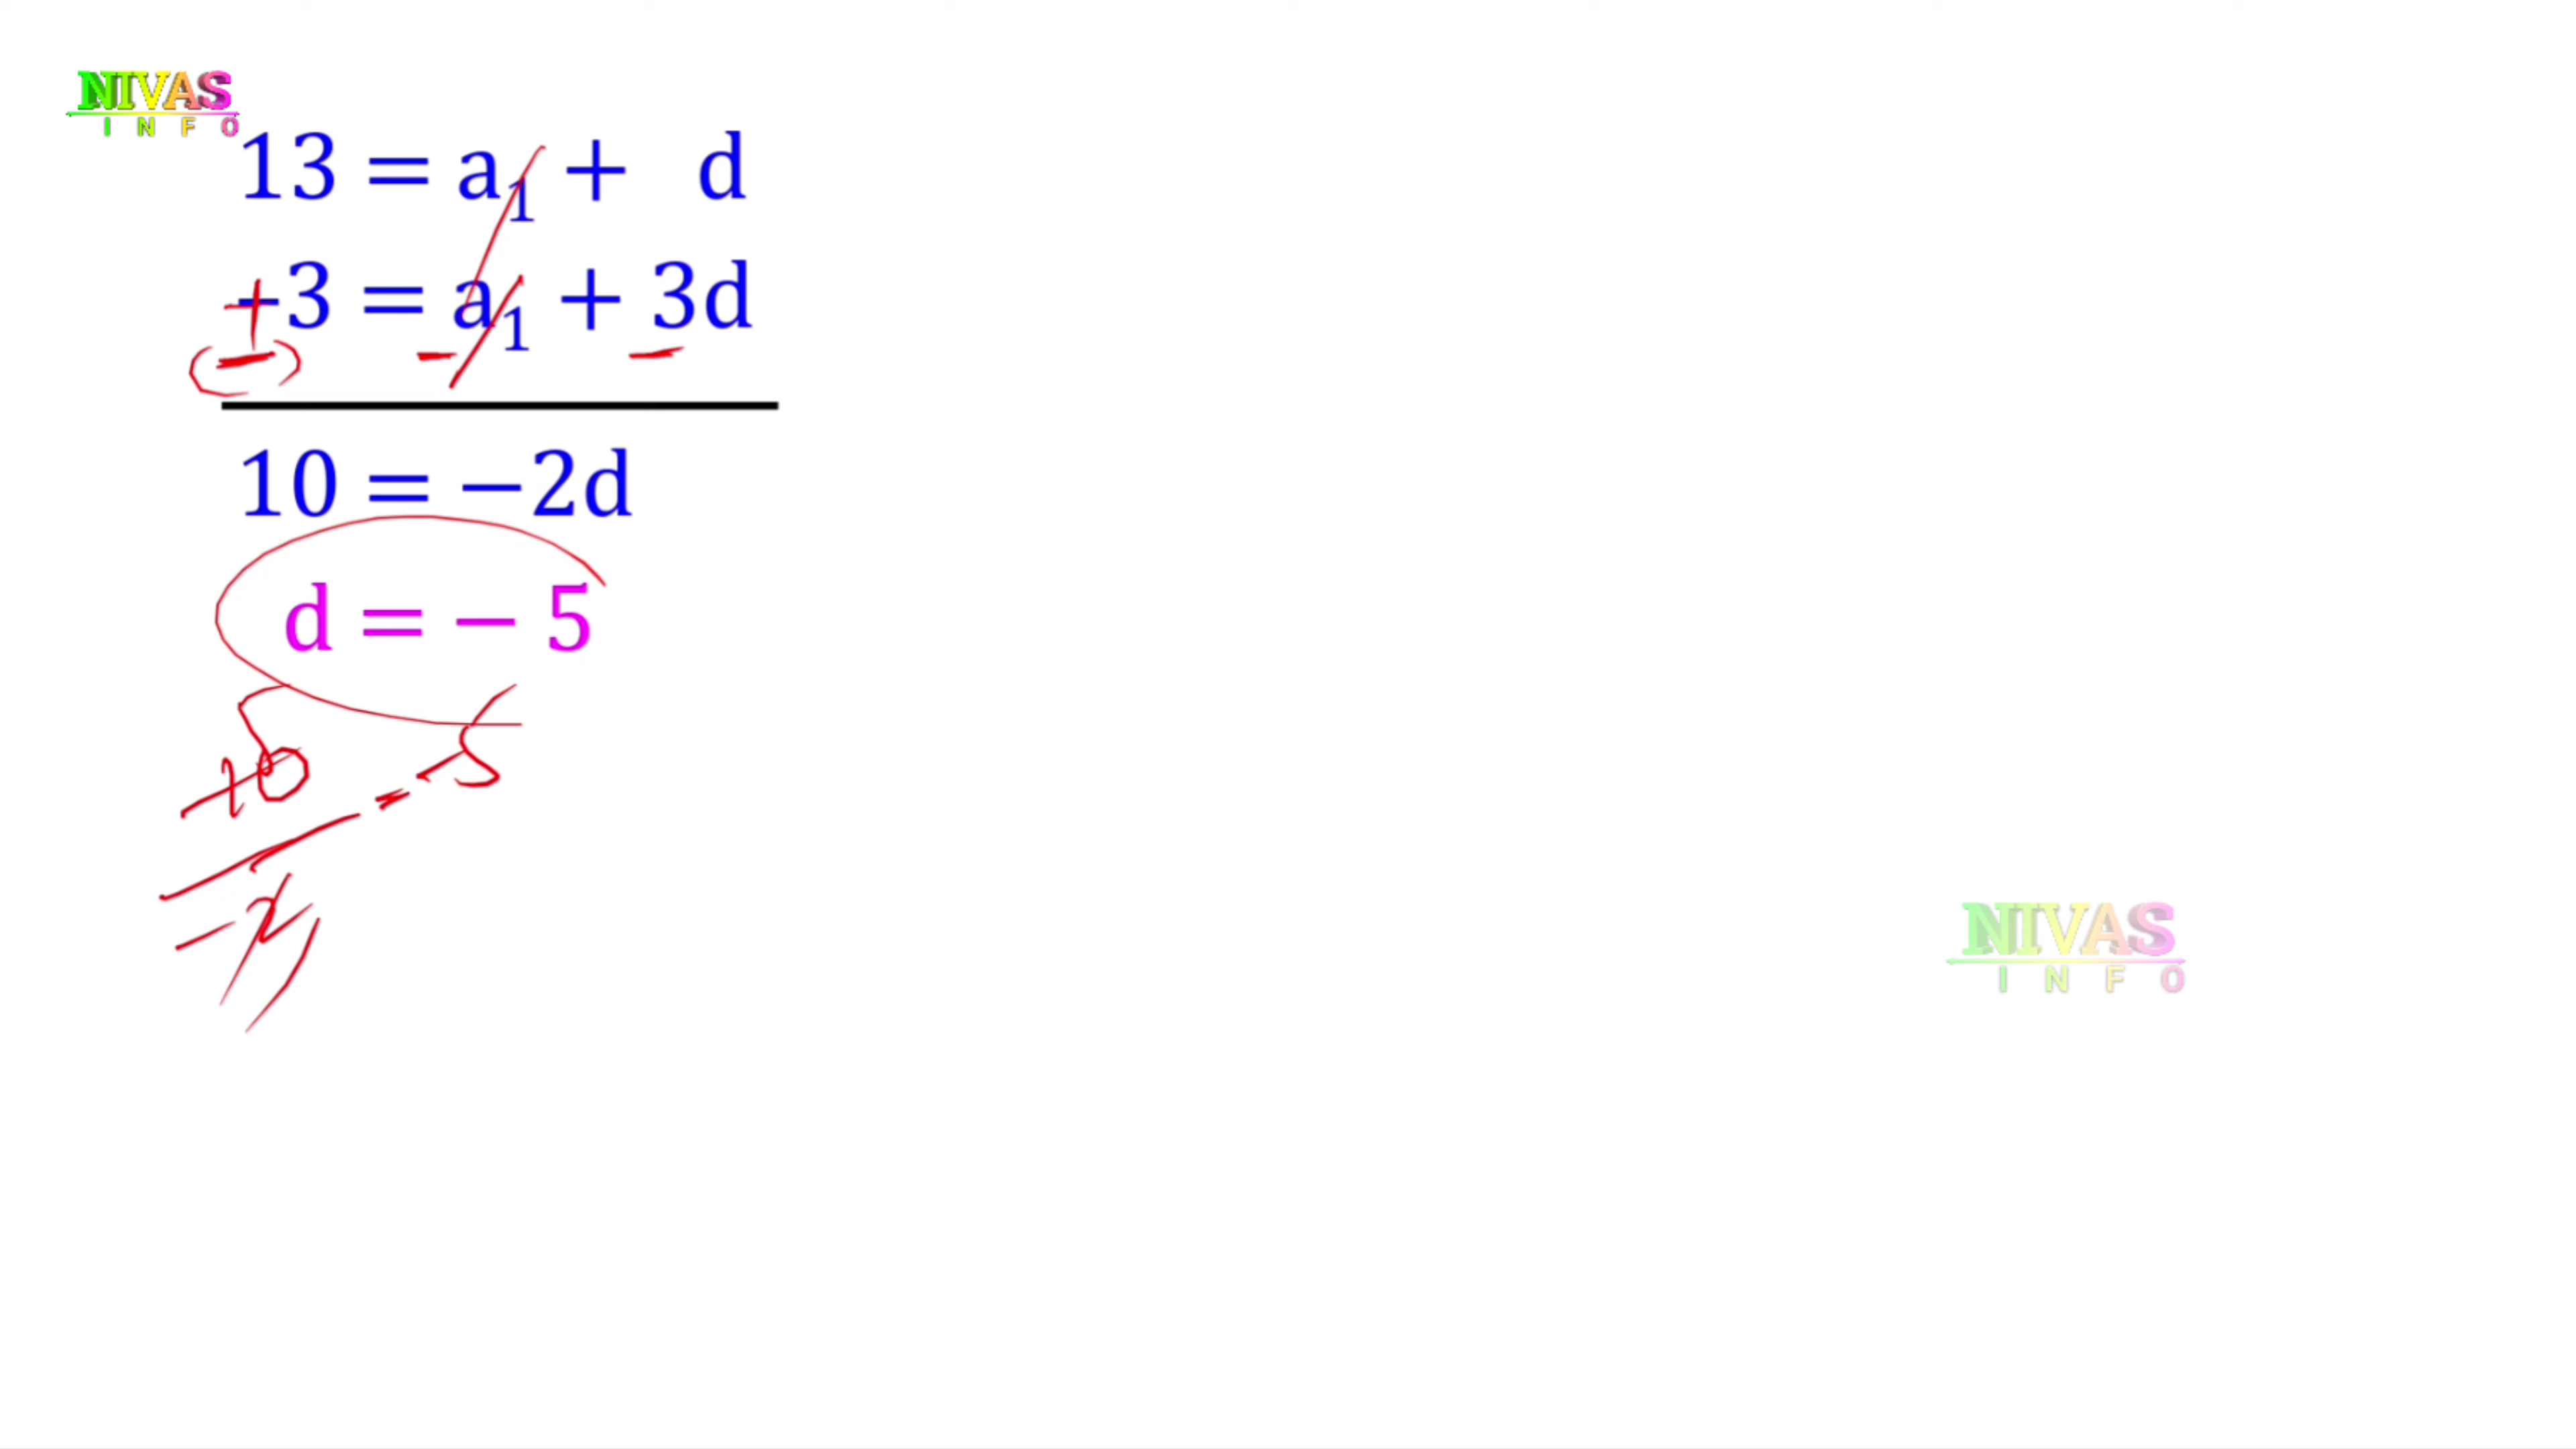 NIVAS
INFO
13 = a₁ + d
-3 = a₁ + 3d
10 = −2d
d = − 5
10
= -5
-2
NIVAS
INFO